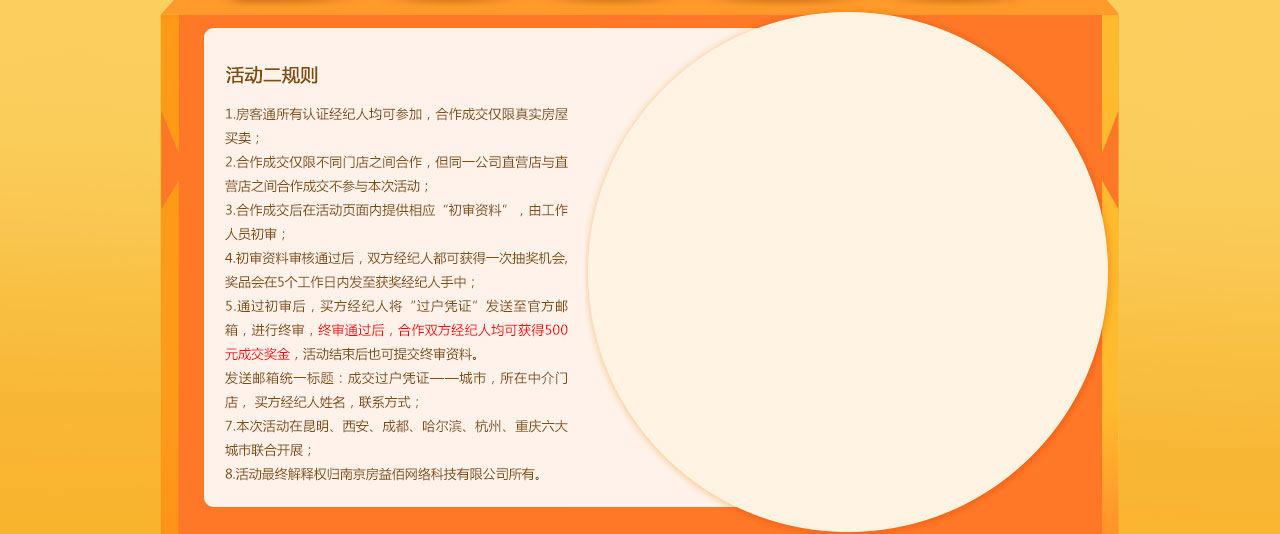 活动二规则
1.房客通所有认证经纪人均可参加，合作成交仅限真实房屋
买卖；
2.合作成交仅限不同门店之间合作，但同一公司直营店与直
营店之间合作成交不参与本次活动；
3.合作成交后在活动页面内提供相应“初审资料”，由工作
人员初审；
4.初审资料审核通过后，双方经纪人都可获得一次抽奖机会,
奖品会在5个工作日内发至获奖经纪人手中；
5.通过初审后，买方经纪人将“过户凭证”发送至官方邮
箱，进行终审，终审通过后，合作双方经纪人均可获得500
元成交奖金，活动结束后也可提交终审资料。
发送邮箱统一标题：成交过户凭证——城市，所在中介门
店， 买方经纪人姓名，联系方式；
7.本次活动在昆明、西安、成都、哈尔滨、杭州、重庆六大
城市联合开展；
8.活动最终解释权归南京房益佰网络科技有限公司所有。